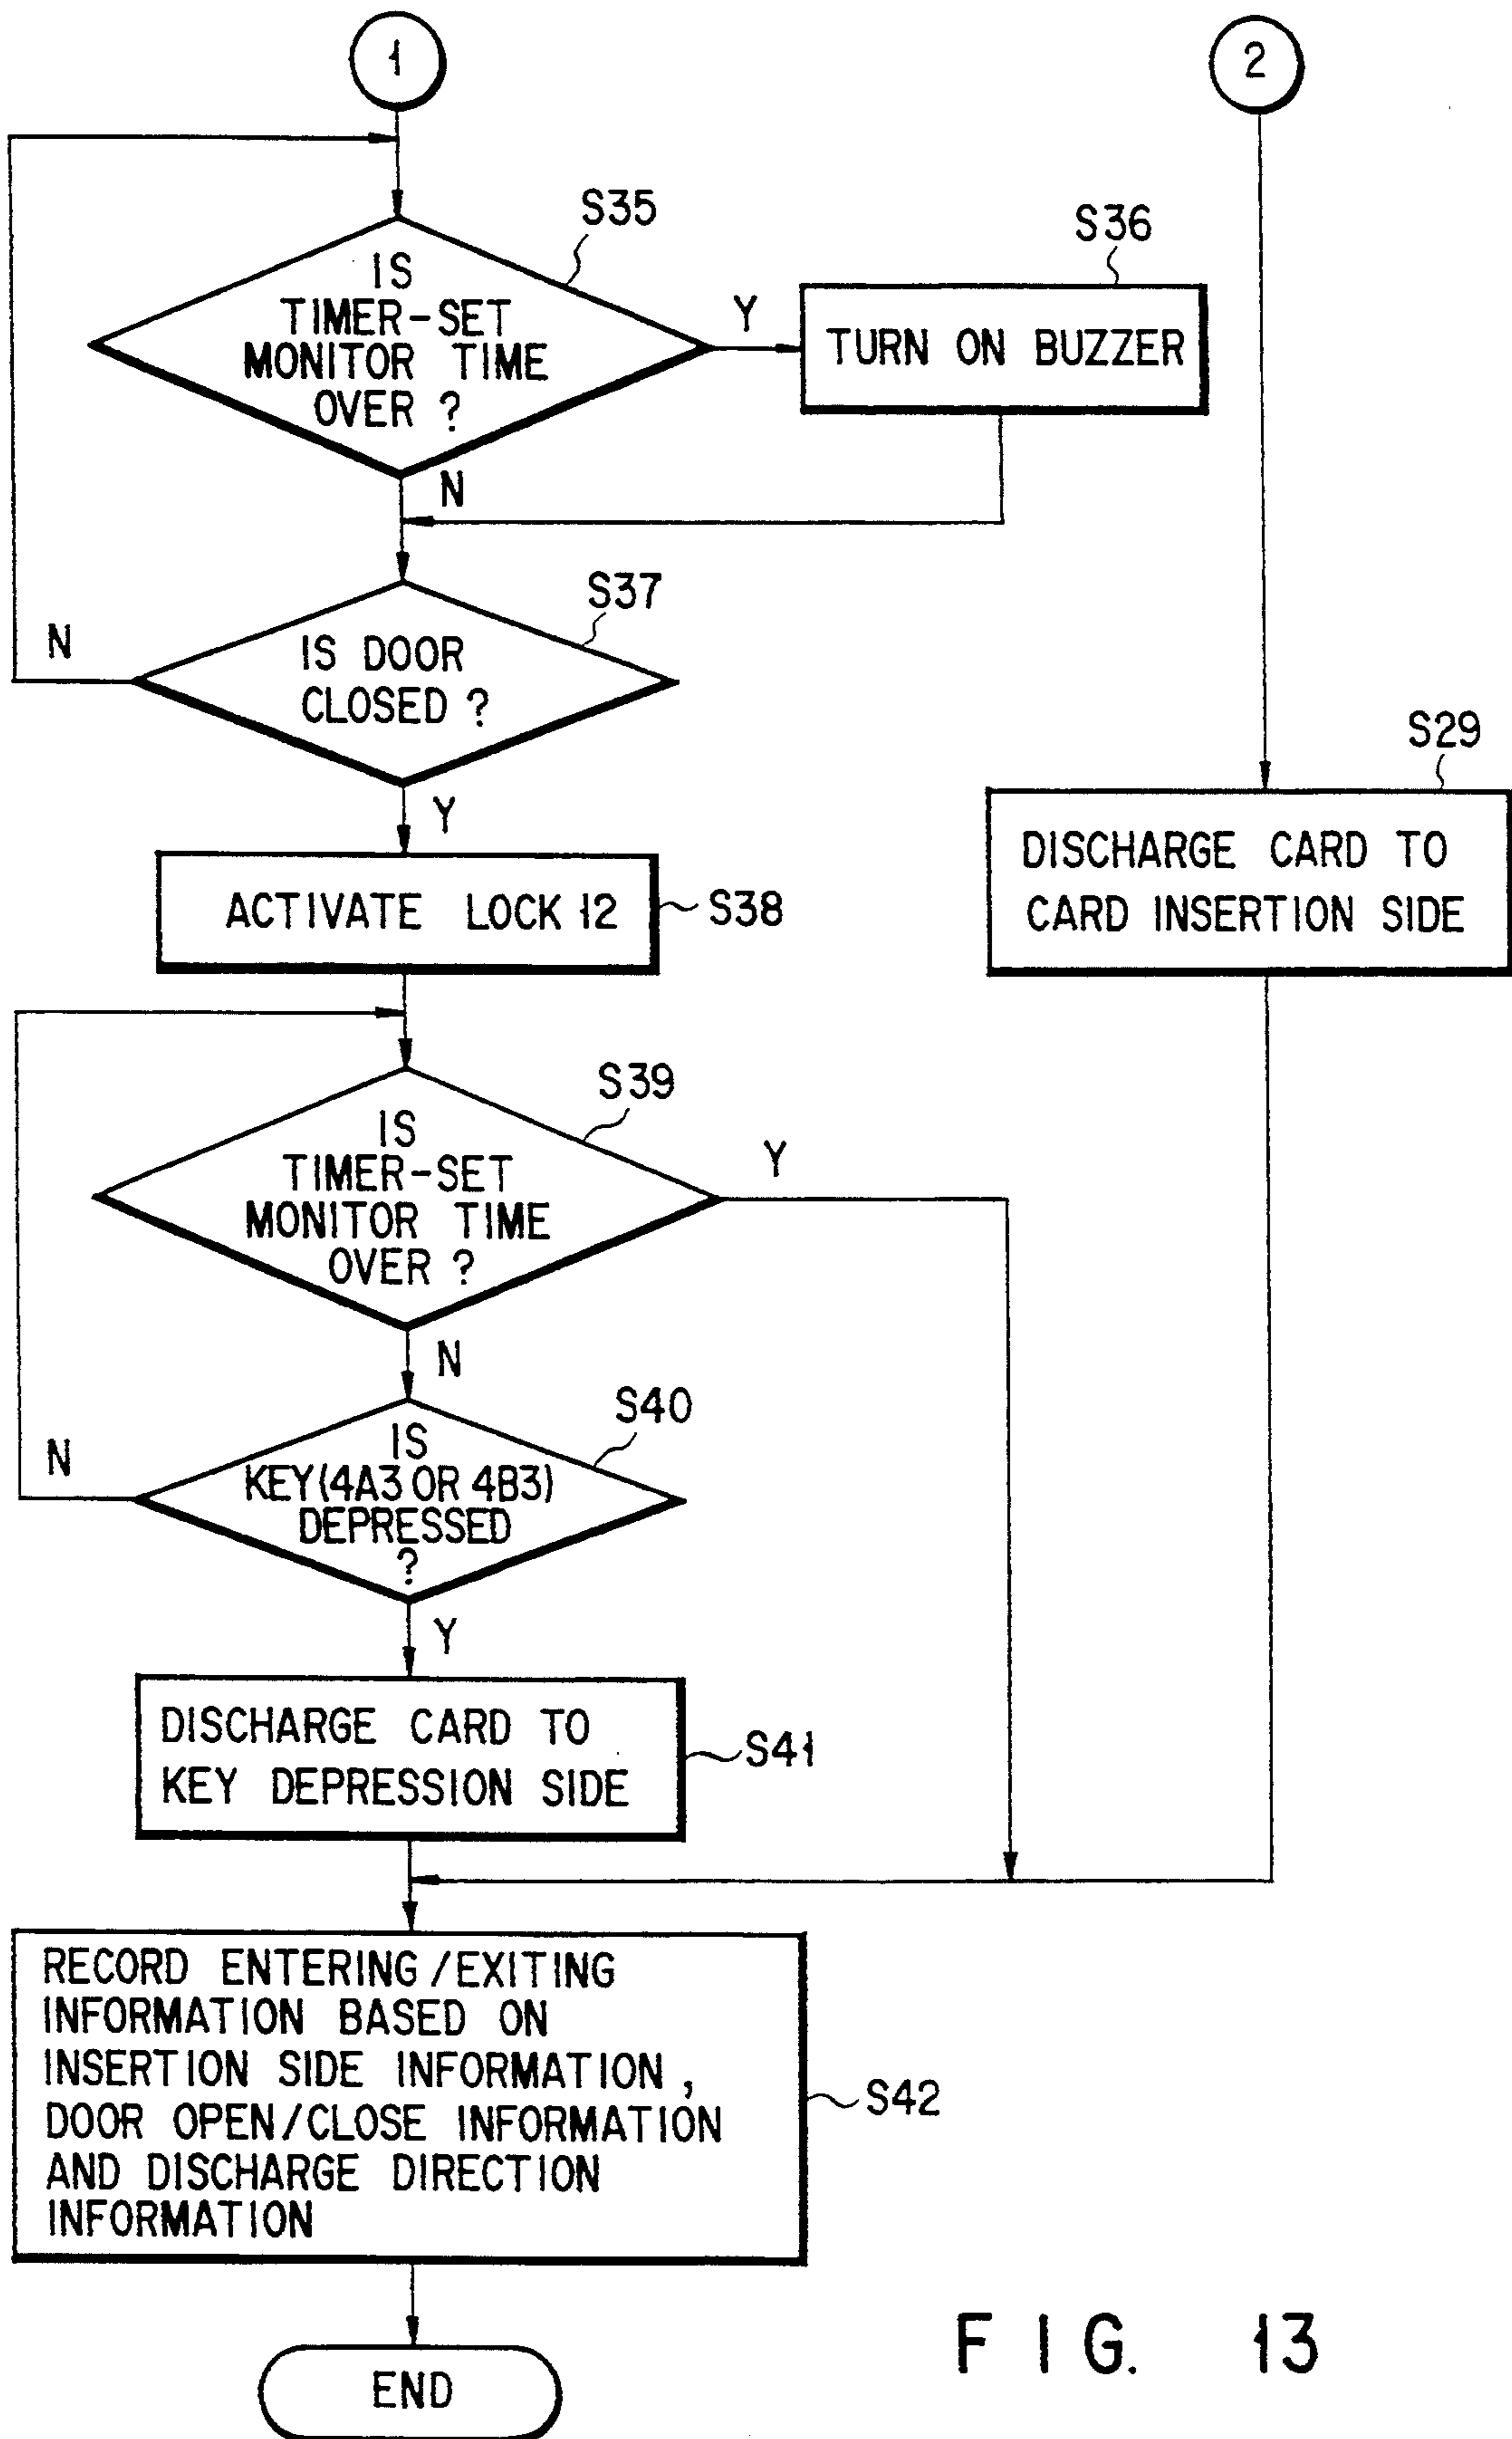 1
2
S35
IS
TIMER-SET
MONITOR TIME
OVER ?
Y
S36
TURN ON BUZZER
N
S37
IS DOOR
CLOSED ?
N
Y
S29
DISCHARGE CARD TO
CARD INSERTION SIDE
ACTIVATE LOCK 12
S38
S39
IS
TIMER-SET
MONITOR TIME
OVER ?
Y
N
S40
IS
KEY(4A3 OR 4B3)
DEPRESSED
?
N
Y
DISCHARGE CARD TO
KEY DEPRESSION SIDE
S41
RECORD ENTERING/EXITING
INFORMATION BASED ON
INSERTION SIDE INFORMATION,
DOOR OPEN/CLOSE INFORMATION
AND DISCHARGE DIRECTION
INFORMATION
S42
END
FIG. 13